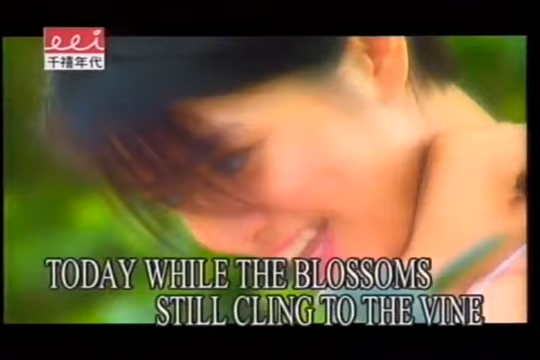 eei
千禧年代
TODAY WHILE THE BLOSSOMS
STILL CLING TO THE VINE